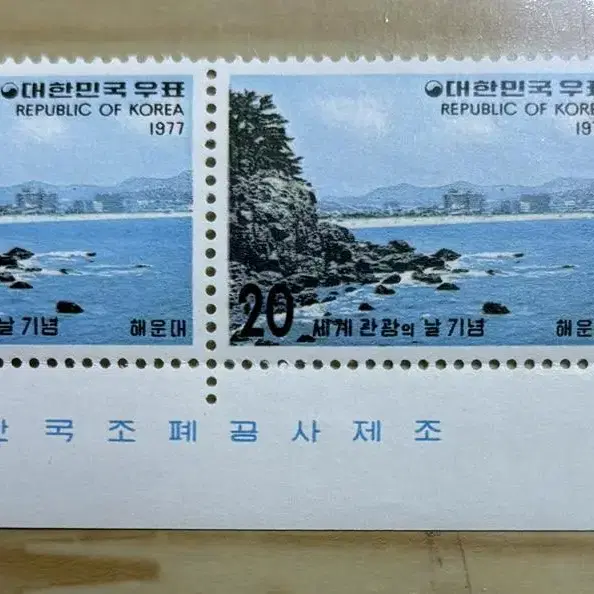 대한민국우표
REPUBLIC OF KOREA
1977
날기념 해운대
대한민국우표
REPUBLIC OF KOREA
20 세계 관광의 날기념
국조폐공사제조